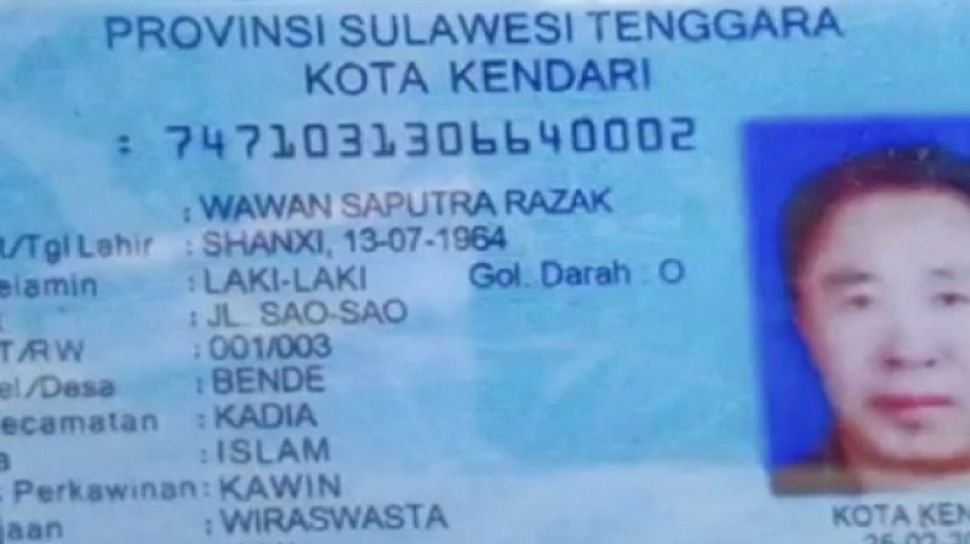 PROVINSI SULAWESI TENGGARA
KOTA KENDARI
: 7471031306640002
: WAWAN SAPUTRA RAZAK
t/Tgl Lahir : SHANXI, 13-07-1964
elamin : LAKI-LAKI Gol. Darah : O
: JL. SAO-SAO
T/RW : 001/003
el/Desa : BENDE
ecamatan : KADIA
a : ISLAM
Perkawinan : KAWIN
jaan : WIRASWASTA
KOTA KEN